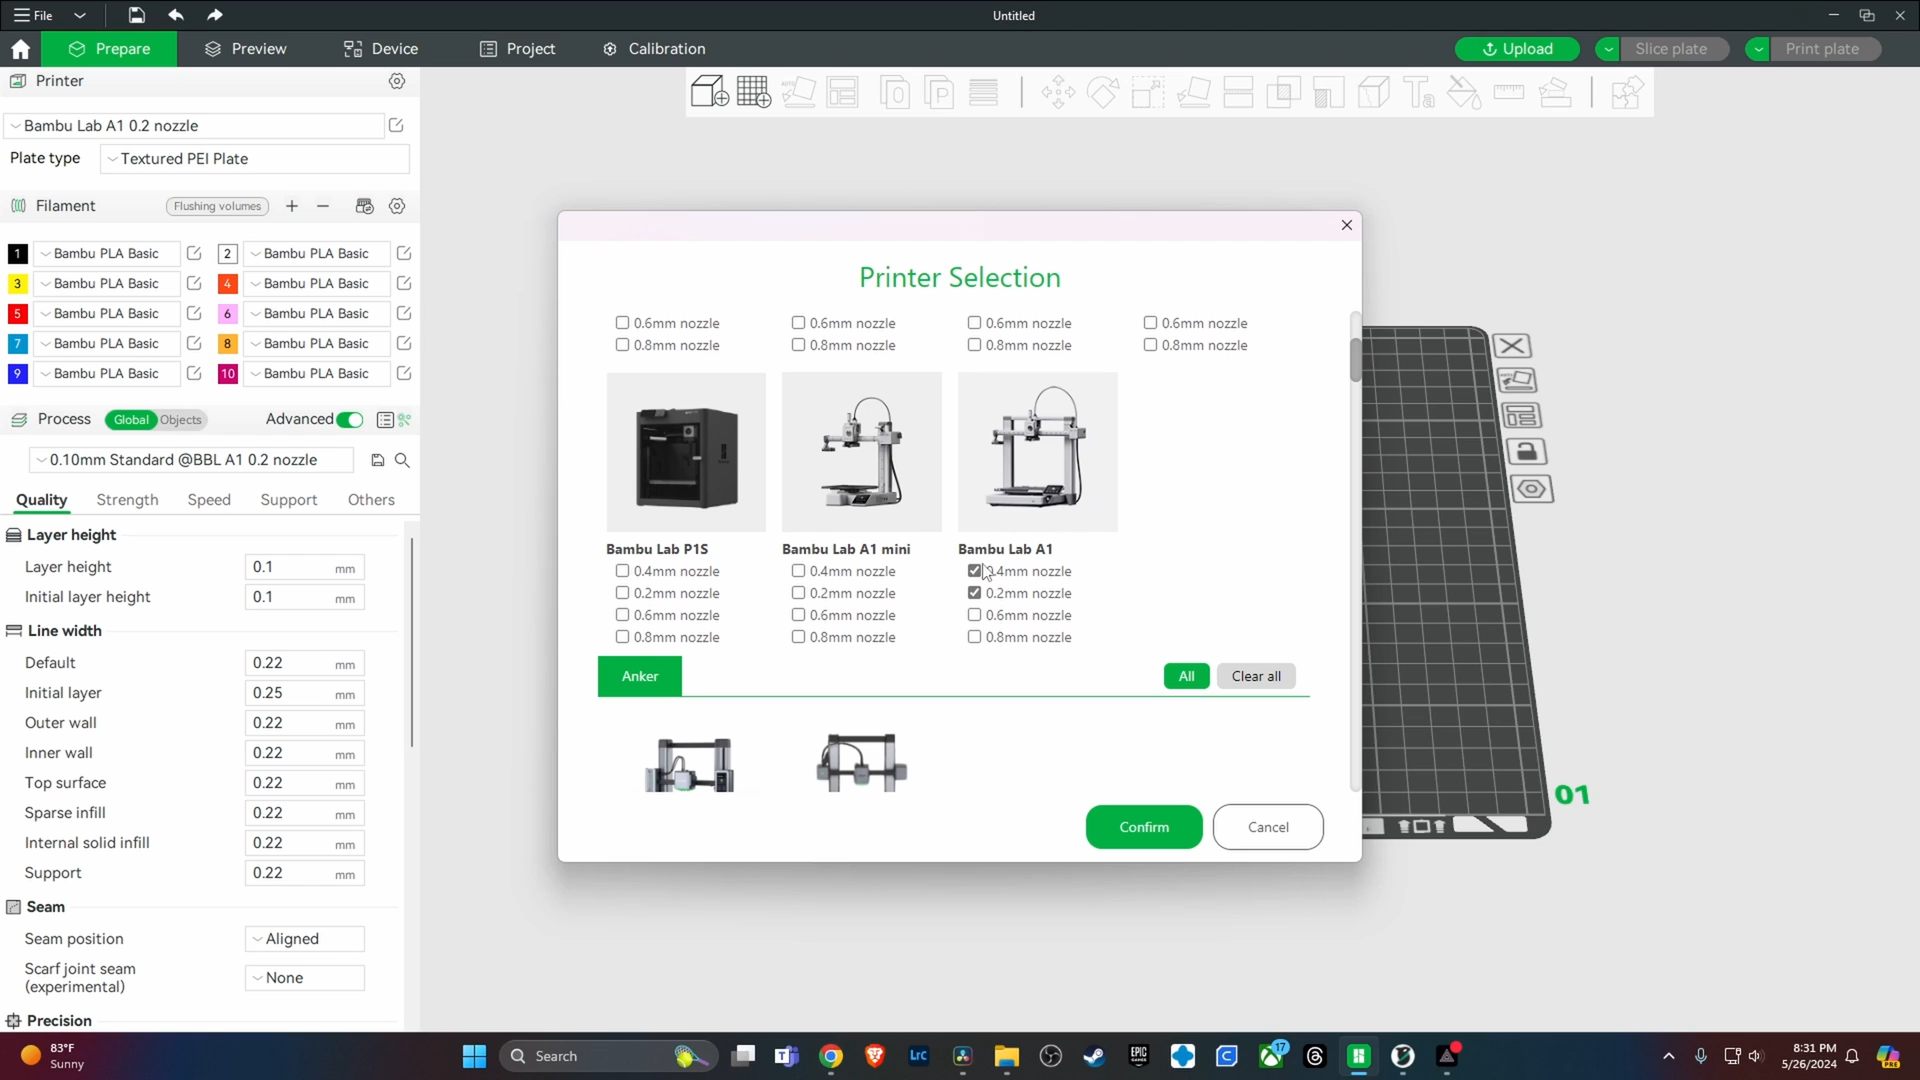 File
Untitled
Prepare
Preview
Device
Project
Calibration
Upload
Slice plate
Print plate
Printer
Bambu Lab A1 0.2 nozzle
Plate type
Textured PEI Plate
Filament
Flushing volumes
1 Bambu PLA Basic
2 Bambu PLA Basic
3 Bambu PLA Basic
4 Bambu PLA Basic
5 Bambu PLA Basic
6 Bambu PLA Basic
7 Bambu PLA Basic
8 Bambu PLA Basic
9 Bambu PLA Basic
10 Bambu PLA Basic
Process
Global
Objects
Advanced
0.10mm Standard @BBL A1 0.2 nozzle
Quality
Strength
Speed
Support
Others
Layer height
Layer height 0.1 mm
Initial layer height 0.1 mm
Line width
Default 0.22 mm
Initial layer 0.25 mm
Outer wall 0.22 mm
Inner wall 0.22 mm
Top surface 0.22 mm
Sparse infill 0.22 mm
Internal solid infill 0.22 mm
Support 0.22 mm
Seam
Seam position Aligned
Scarf joint seam
(experimental) None
Precision
Printer Selection
0.6mm nozzle
0.6mm nozzle
0.6mm nozzle
0.6mm nozzle
0.8mm nozzle
0.8mm nozzle
0.8mm nozzle
0.8mm nozzle
Bambu Lab P1S
0.4mm nozzle
0.2mm nozzle
0.6mm nozzle
0.8mm nozzle
Bambu Lab A1 mini
0.4mm nozzle
0.2mm nozzle
0.6mm nozzle
0.8mm nozzle
Bambu Lab A1
0.4mm nozzle
0.2mm nozzle
0.6mm nozzle
0.8mm nozzle
Anker
All
Clear all
Confirm
Cancel
01
83°F
Sunny
Search
Lrc
EPIC
GAMES
17
8:31 PM
5/26/2024
PRE